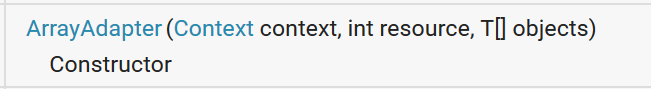 ArrayAdapter(Context context, int resource, T[] objects)
Constructor